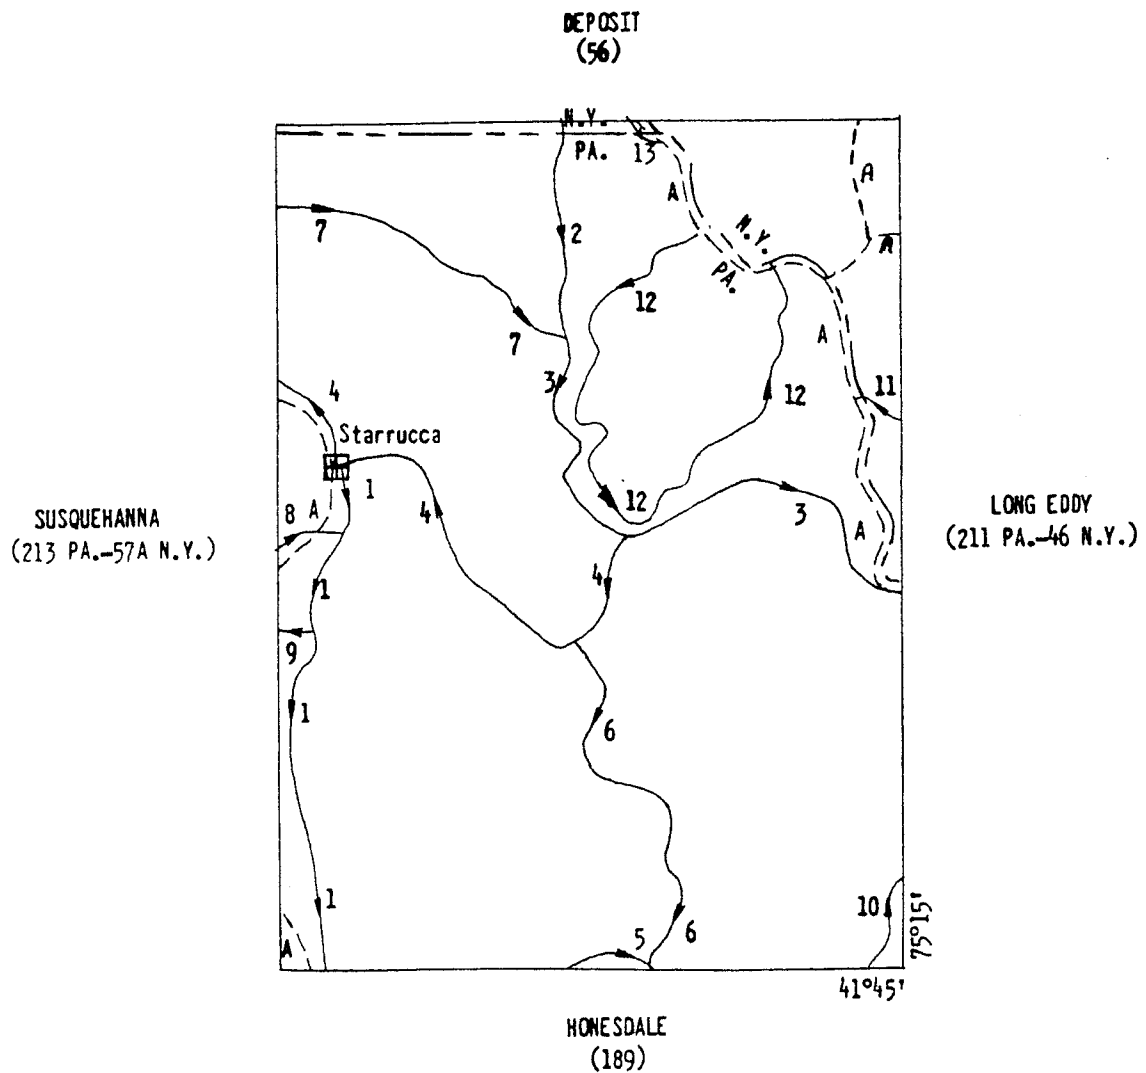 DEPOSIT
(56)
N.Y.
PA.
13
A
A
7
2
N.Y.
A
PA.
12
7
A
3
4
12
11
Starrucca
1
12
3
8
A
4
A
SUSQUEHANNA
(213 PA.-57A N.Y.)
LONG EDDY
(211 PA.-46 N.Y.)
1
4
9
1
6
1
10
75°15'
5
6
A
41°45'
HONESDALE
(189)